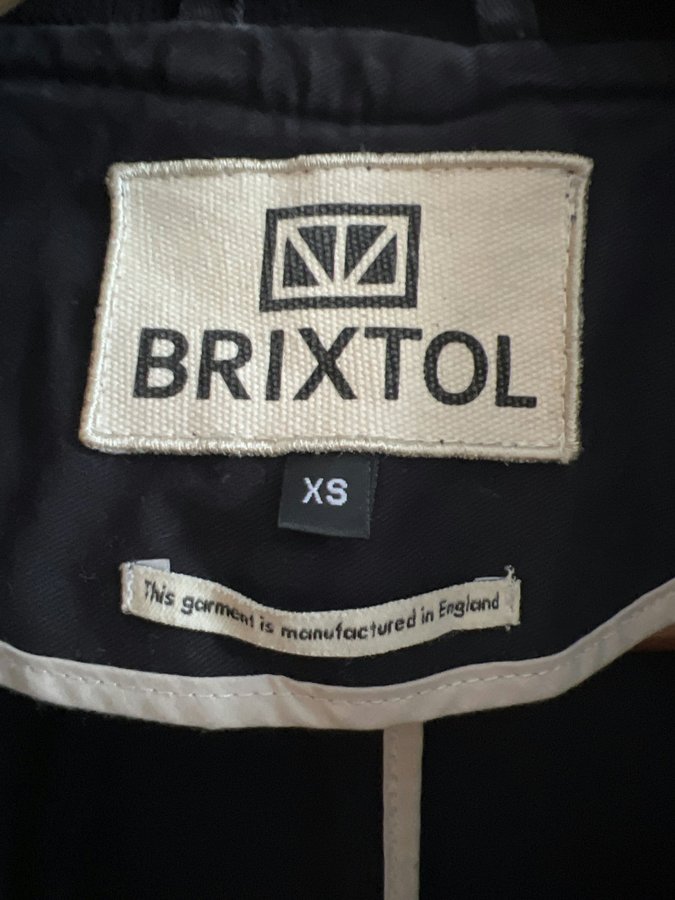 BRIXTOL
XS
This garment is manufactured in England